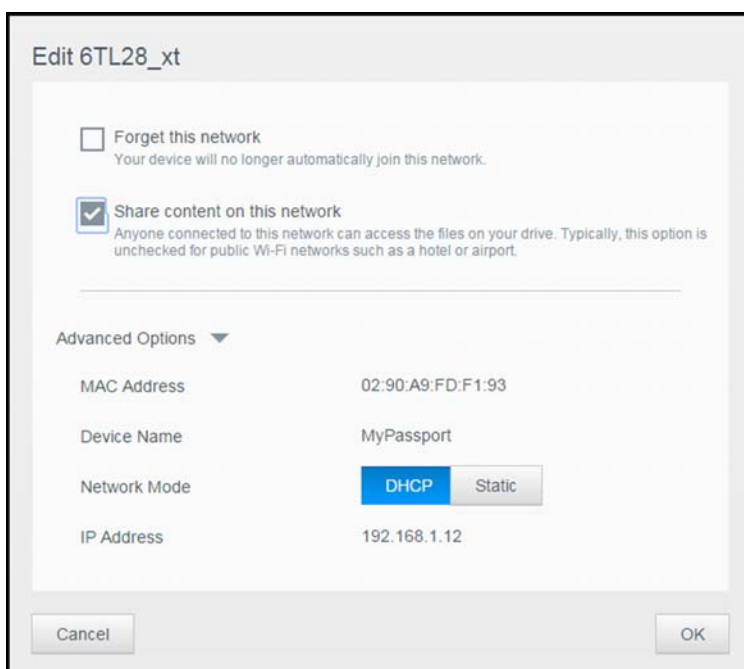 Edit 6TL28_xt
Forget this network
Your device will no longer automatically join this network.
Share content on this network
Anyone connected to this network can access the files on your drive. Typically, this option is
unchecked for public Wi-Fi networks such as a hotel or airport.
Advanced Options
MAC Address 02:90:A9:FD:F1:93
Device Name MyPassport
Network Mode DHCP Static
IP Address 192.168.1.12
Cancel OK